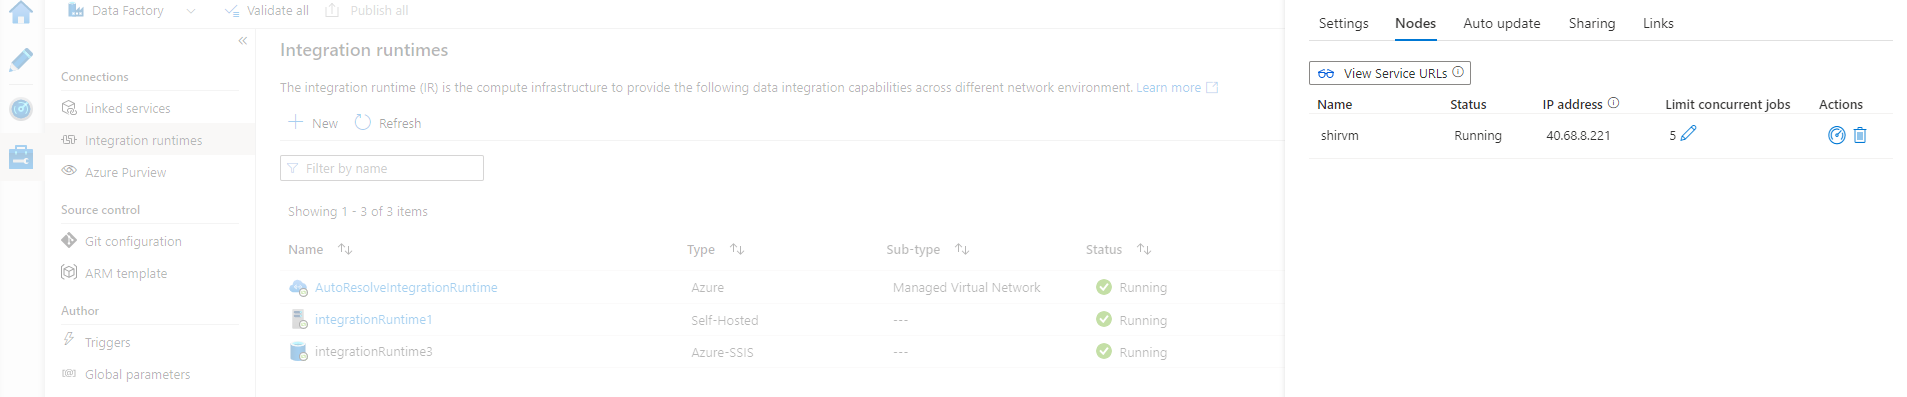 Data Factory
Validate all
Publish all
Connections
Linked services
Integration runtimes
Azure Purview
Source control
Git configuration
ARM template
Author
Triggers
Global parameters
Integration runtimes
The integration runtime (IR) is the compute infrastructure to provide the following data integration capabilities across different network environment. Learn more
New Refresh
Filter by name
Showing 1 - 3 of 3 items
Name Type Sub-type Status
AutoResolveIntegrationRuntime Azure Managed Virtual Network Running
integrationRuntime1 Self-Hosted --- Running
integrationRuntime3 Azure-SSIS --- Running
Settings Nodes Auto update Sharing Links
View Service URLs
Name Status IP address Limit concurrent jobs Actions
shirvm Running 40.68.8.221 5